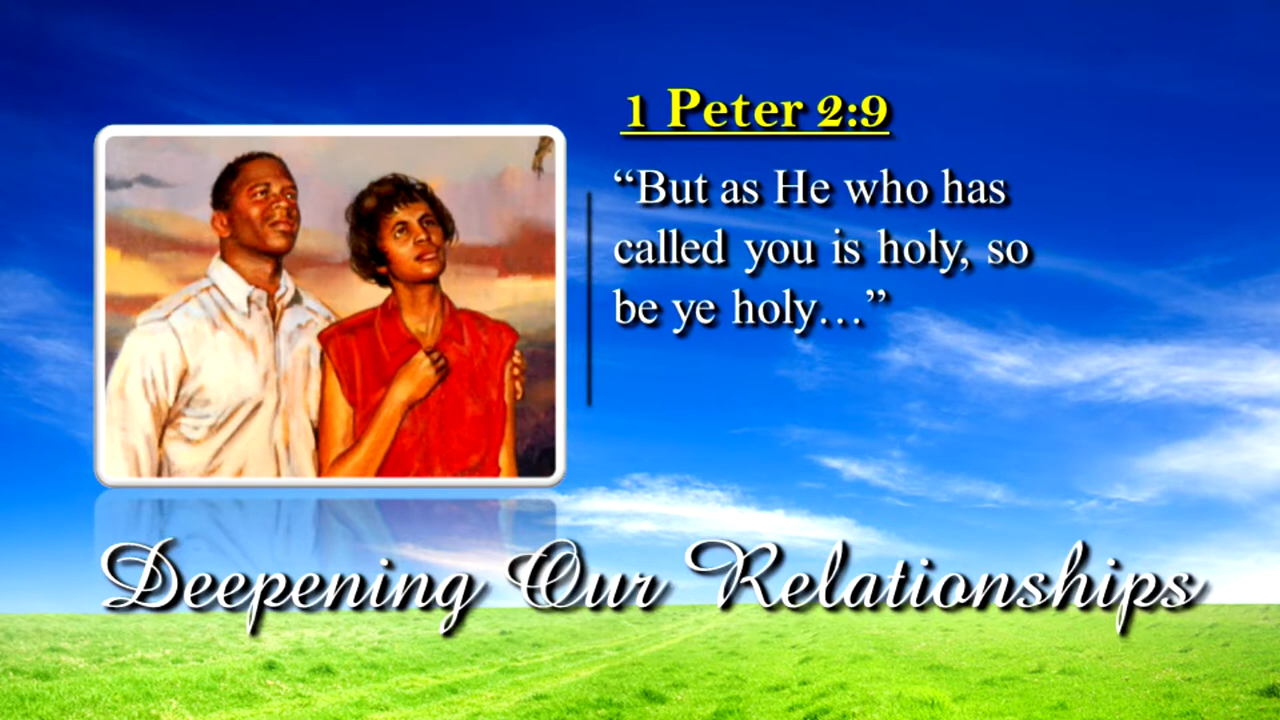 1 Peter 2:9
“But as He who has
called you is holy, so
be ye holy…”
Deepening Our Relationships